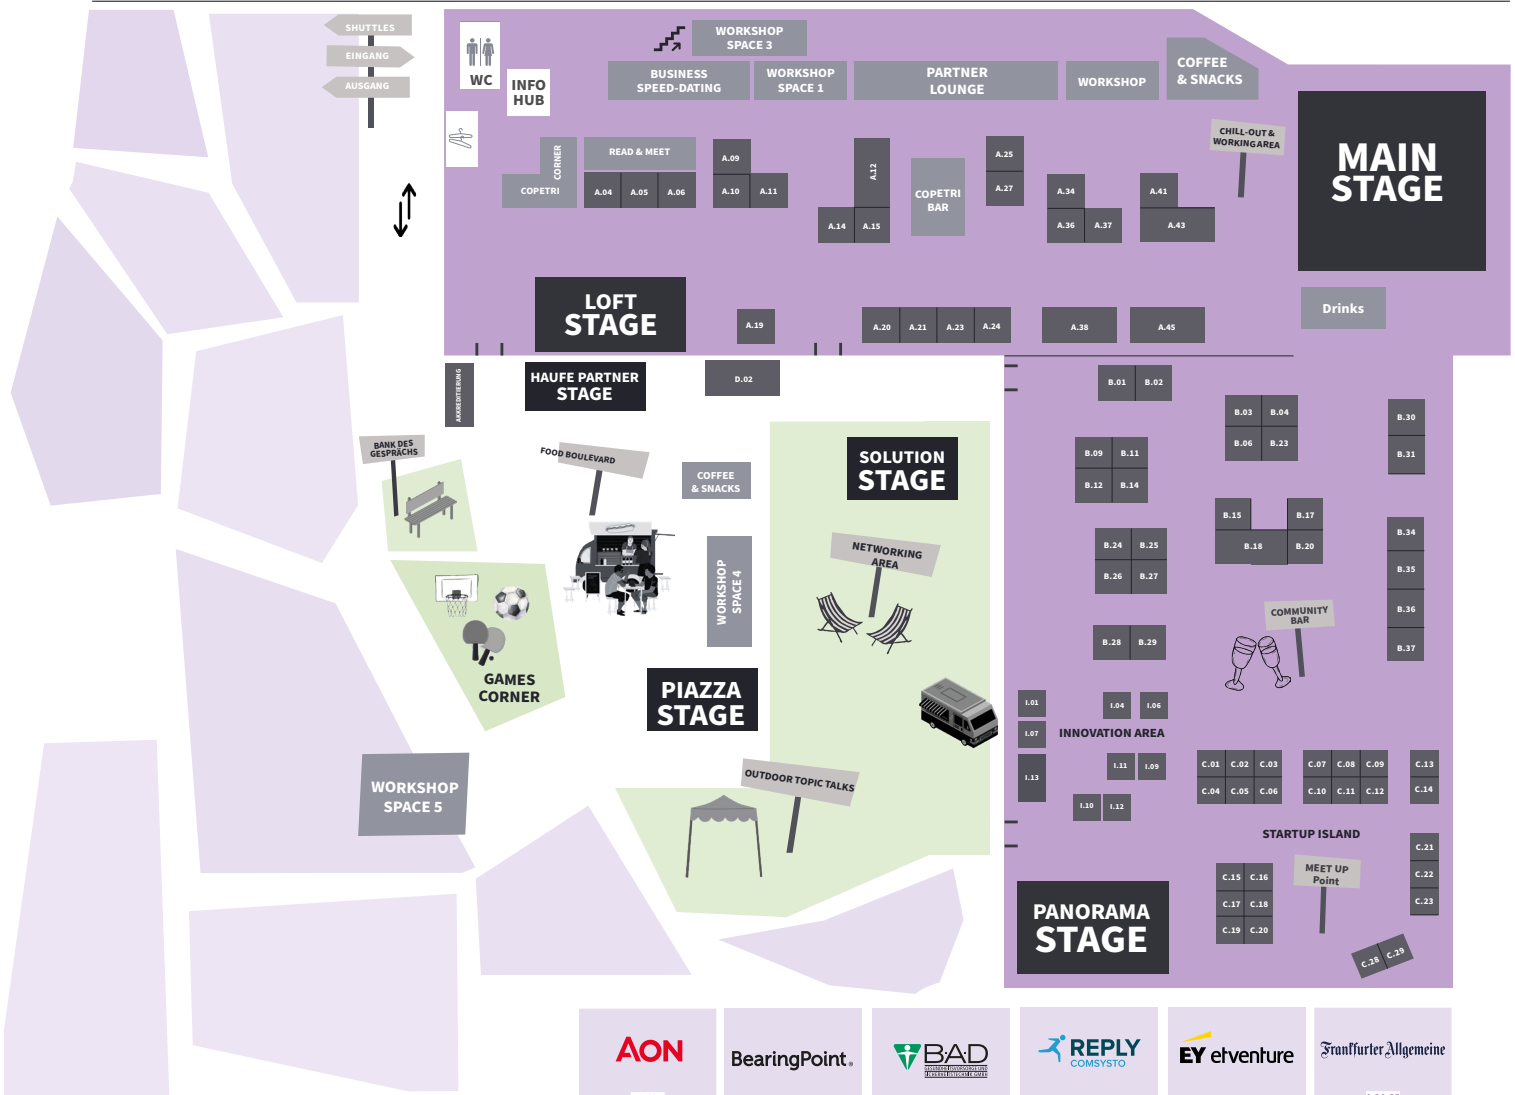 SHUTTLES
EINGANG
AUSGANG
WC
INFO
HUB
WORKSHOP
SPACE 3
BUSINESS
SPEED-DATING
WORKSHOP
SPACE 1
PARTNER
LOUNGE
WORKSHOP
COFFEE
& SNACKS
CHILL-OUT &
WORKING AREA
MAIN
STAGE
CORNER
COPETRI
READ & MEET
A.04
A.05
A.06
A.09
A.10
A.11
A.12
A.14
A.15
COPETRI
BAR
A.25
A.27
A.34
A.36
A.37
A.41
A.43
LOFT
STAGE
A.19
A.20
A.21
A.23
A.24
A.38
A.45
Drinks
AKKREDITIERUNG
HAUFE PARTNER
STAGE
D.02
BANK DES
GESPRÄCHS
FOOD BOULEVARD
COFFEE
& SNACKS
SOLUTION
STAGE
NETWORKING
AREA
WORKSHOP
SPACE 4
GAMES
CORNER
PIAZZA
STAGE
OUTDOOR TOPIC TALKS
WORKSHOP
SPACE 5
B.01
B.02
B.03
B.04
B.06
B.23
B.30
B.31
B.09
B.11
B.12
B.14
B.15
B.17
B.18
B.20
B.24
B.25
B.26
B.27
B.34
B.35
B.36
B.37
B.28
B.29
COMMUNITY
BAR
I.01
I.04
I.06
I.07
INNOVATION AREA
I.11
I.09
I.13
I.10
I.12
C.01
C.02
C.03
C.04
C.05
C.06
C.07
C.08
C.09
C.10
C.11
C.12
C.13
C.14
STARTUP ISLAND
C.21
C.22
C.23
MEET UP
Point
C.15
C.16
C.17
C.18
C.19
C.20
C.28
C.29
PANORAMA
STAGE
AON
BearingPoint®
B·A·D
GESUNDHEITSVORSORGE UND
SICHERHEITSTECHNIK GMBH
REPLY
COMSYSTO
EY etventure
Frankfurter Allgemeine